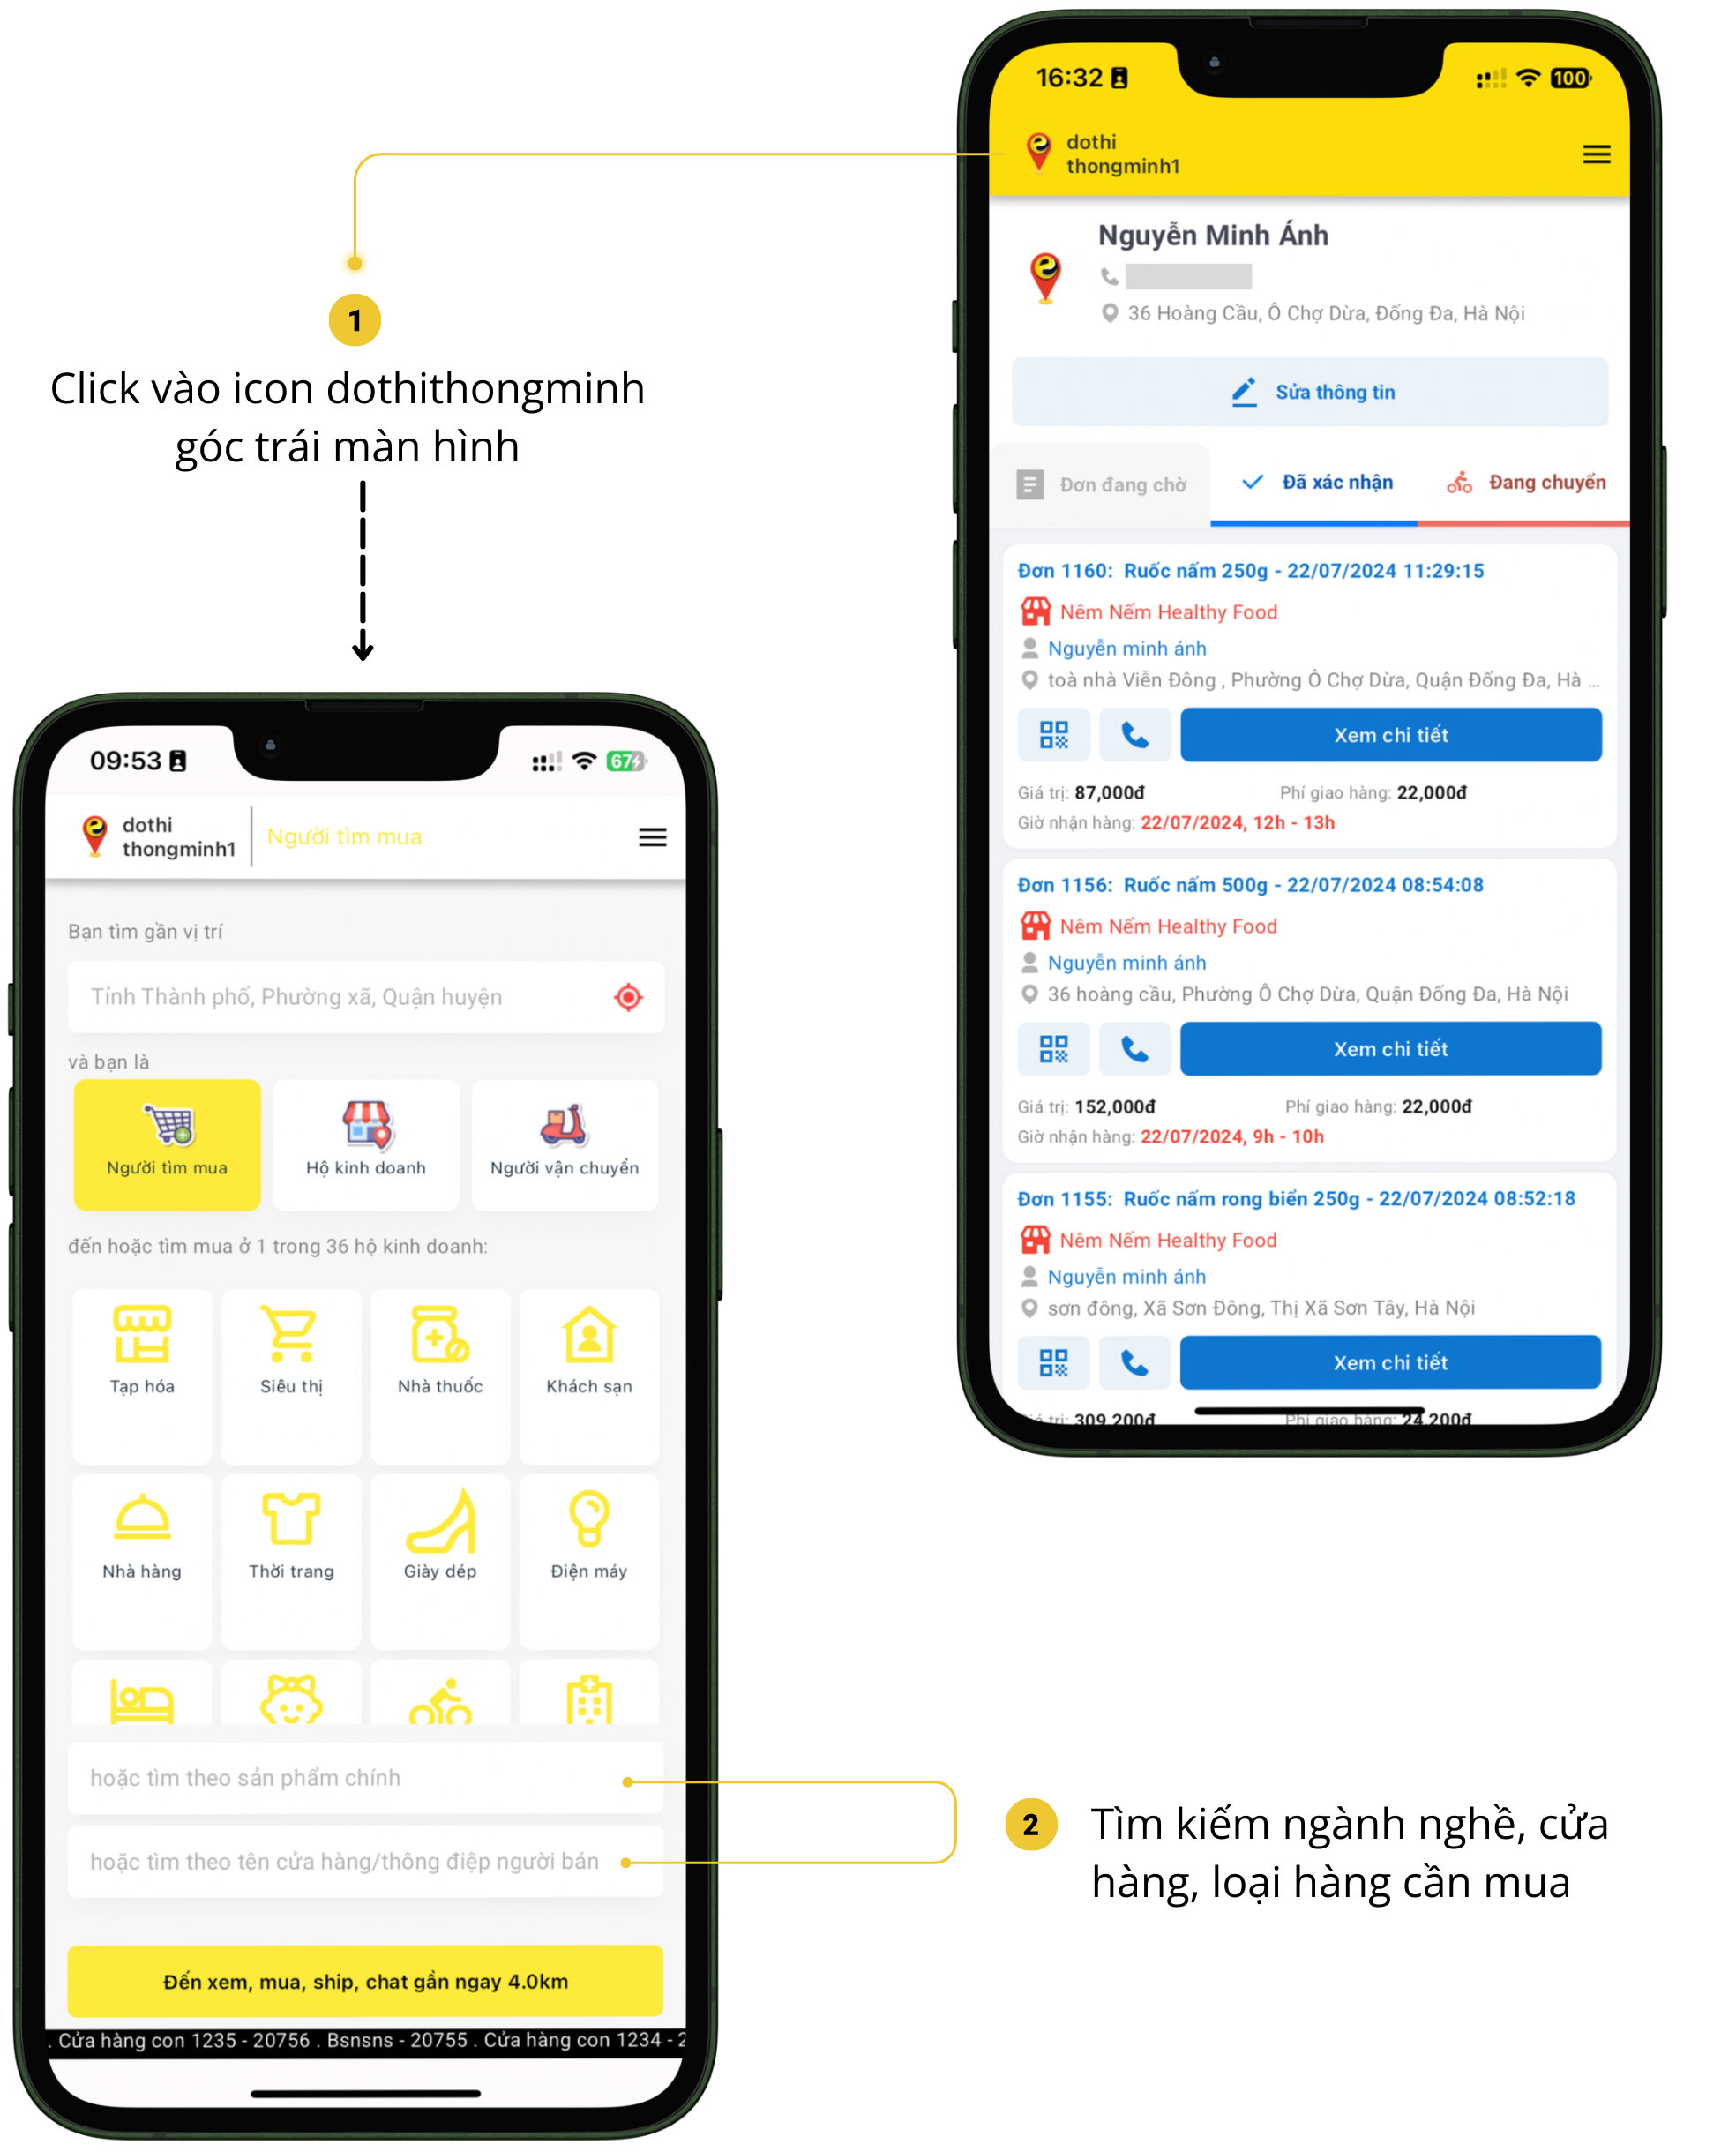 16:32
100
dothi
thongminh1
Nguyễn Minh Ánh
36 Hoàng Cầu, Ô Chợ Dừa, Đống Đa, Hà Nội
Sửa thông tin
Đơn đang chờ
Đã xác nhận
Đang chuyển
Đơn 1160: Ruốc nấm 250g - 22/07/2024 11:29:15
Nêm Nếm Healthy Food
Nguyễn minh ánh
toà nhà Viễn Đông , Phường Ô Chợ Dừa, Quận Đống Đa, Hà ...
Xem chi tiết
Giá trị: 87,000đ Phí giao hàng: 22,000đ
Giờ nhận hàng: 22/07/2024, 12h - 13h
Đơn 1156: Ruốc nấm 500g - 22/07/2024 08:54:08
Nêm Nếm Healthy Food
Nguyễn minh ánh
36 hoàng cầu, Phường Ô Chợ Dừa, Quận Đống Đa, Hà Nội
Xem chi tiết
Giá trị: 152,000đ Phí giao hàng: 22,000đ
Giờ nhận hàng: 22/07/2024, 9h - 10h
Đơn 1155: Ruốc nấm rong biển 250g - 22/07/2024 08:52:18
Nêm Nếm Healthy Food
Nguyễn minh ánh
sơn đông, Xã Sơn Đông, Thị Xã Sơn Tây, Hà Nội
Xem chi tiết
Giá trị: 309,200đ Phí giao hàng: 24,200đ
1
Click vào icon dothithongminh
góc trái màn hình
09:53
67
dothi
thongminh1
Người tìm mua
Bạn tìm gần vị trí
Tỉnh Thành phố, Phường xã, Quận huyện
và bạn là
Người tìm mua
Hộ kinh doanh
Người vận chuyển
đến hoặc tìm mua ở 1 trong 36 hộ kinh doanh:
Tạp hóa
Siêu thị
Nhà thuốc
Khách sạn
Nhà hàng
Thời trang
Giày dép
Điện máy
hoặc tìm theo sản phẩm chính
hoặc tìm theo tên cửa hàng/thông điệp người bán
Đến xem, mua, ship, chat gần ngay 4.0km
. Cửa hàng con 1235 - 20756 . Bsnsns - 20755 . Cửa hàng con 1234 - 2
2
Tìm kiếm ngành nghề, cửa
hàng, loại hàng cần mua